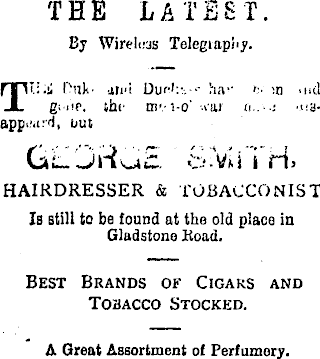 THE LATEST.
By Wireless Telegraphy.
THE Duke and Duchess have been and
gone, the men-o'-war have dis-
appeared, but
GEORGE SMITH,
HAIRDRESSER & TOBACCONIST
Is still to be found at the old place in
Gladstone Road.
BEST BRANDS OF CIGARS AND
TOBACCO STOCKED.
A Great Assortment of Perfumery.